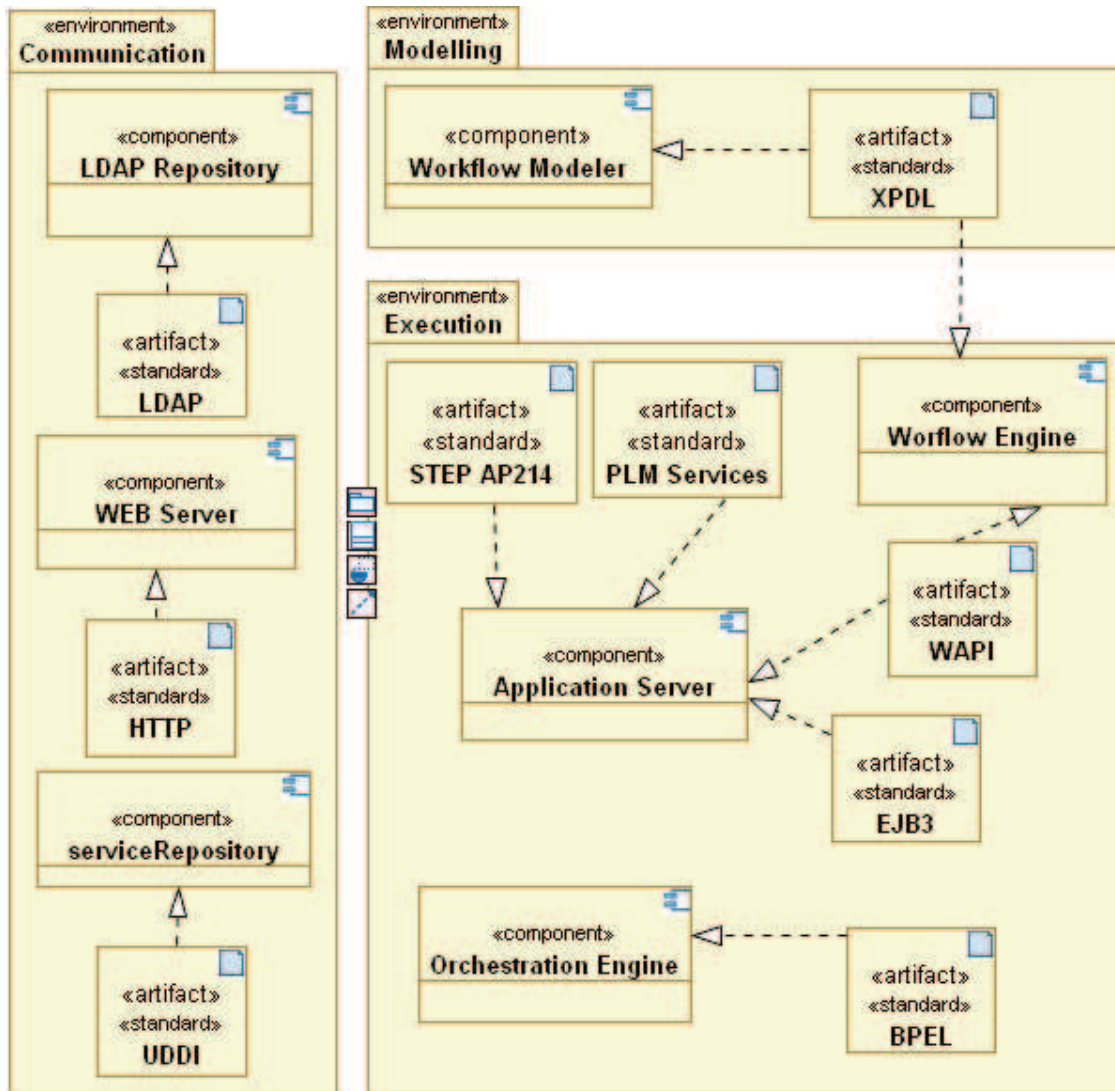 «environment»
Communication
«component»
LDAP Repository
«artifact»
«standard»
LDAP
«component»
WEB Server
«artifact»
«standard»
HTTP
«component»
serviceRepository
«artifact»
«standard»
UDDI
«environment»
Modelling
«component»
Workflow Modeler
«artifact»
«standard»
XPDL
«environment»
Execution
«artifact»
«standard»
STEP AP214
«artifact»
«standard»
PLM Services
«component»
Worflow Engine
«artifact»
«standard»
WAPI
«component»
Application Server
«artifact»
«standard»
EJB3
«component»
Orchestration Engine
«artifact»
«standard»
BPEL